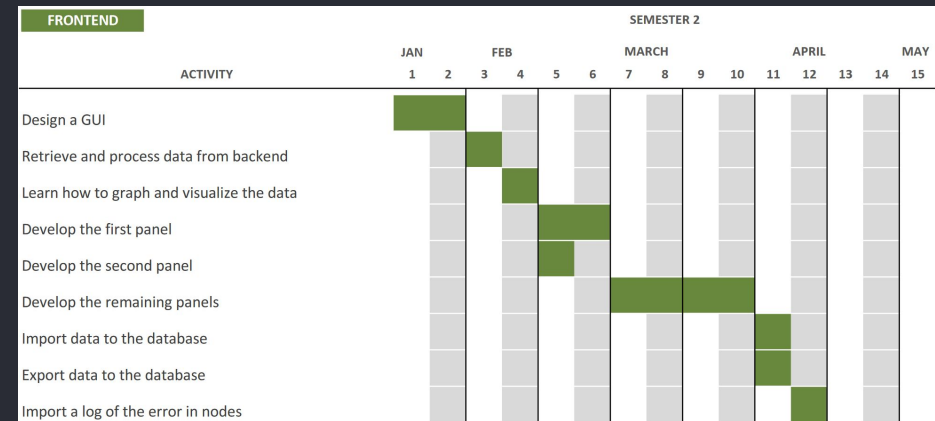 FRONTEND
SEMESTER 2
JAN FEB MARCH APRIL MAY
ACTIVITY 1 2 3 4 5 6 7 8 9 10 11 12 13 14 15
Design a GUI
Retrieve and process data from backend
Learn how to graph and visualize the data
Develop the first panel
Develop the second panel
Develop the remaining panels
Import data to the database
Export data to the database
Import a log of the error in nodes